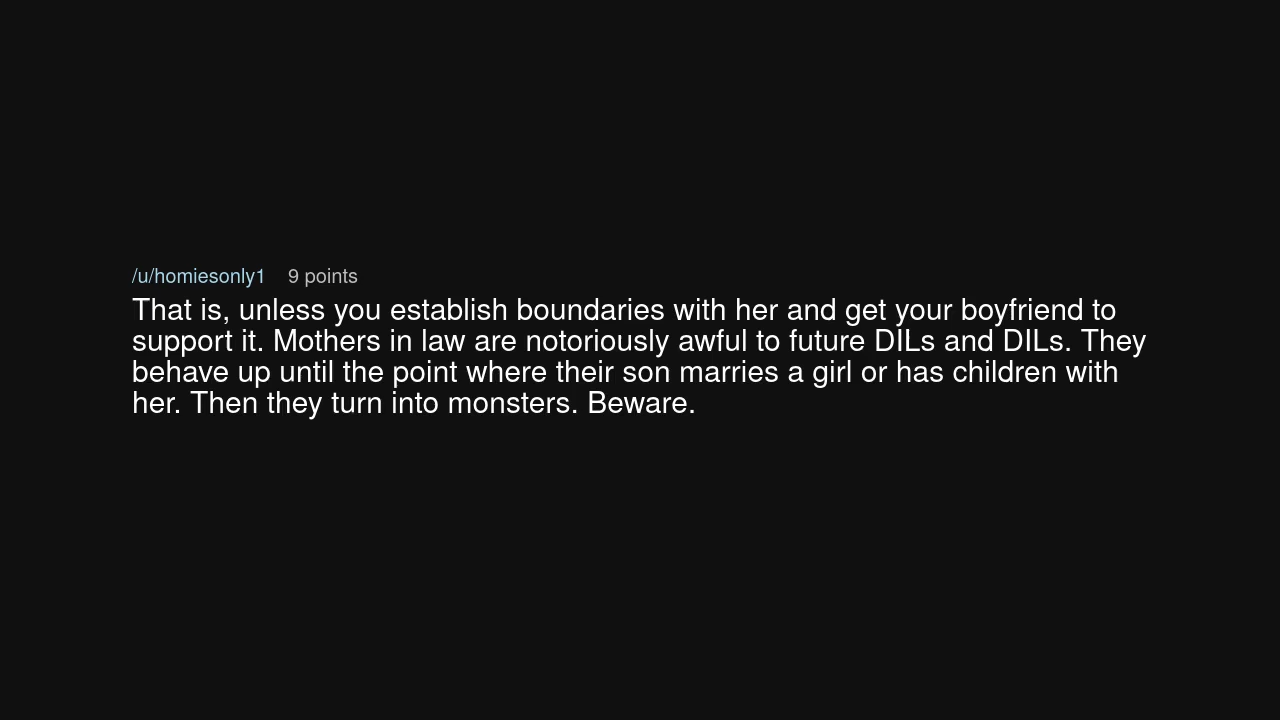 /u/homiesonly1 9 points
That is, unless you establish boundaries with her and get your boyfriend to
support it. Mothers in law are notoriously awful to future DILs and DILs. They
behave up until the point where their son marries a girl or has children with
her. Then they turn into monsters. Beware.